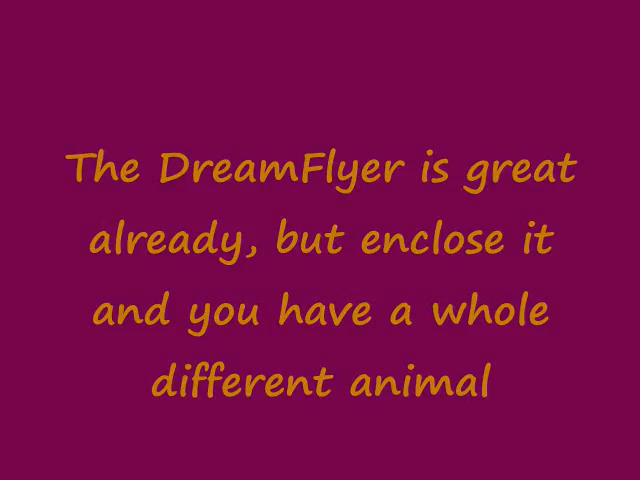 The DreamFlyer is great
already, but enclose it
and you have a whole
different animal